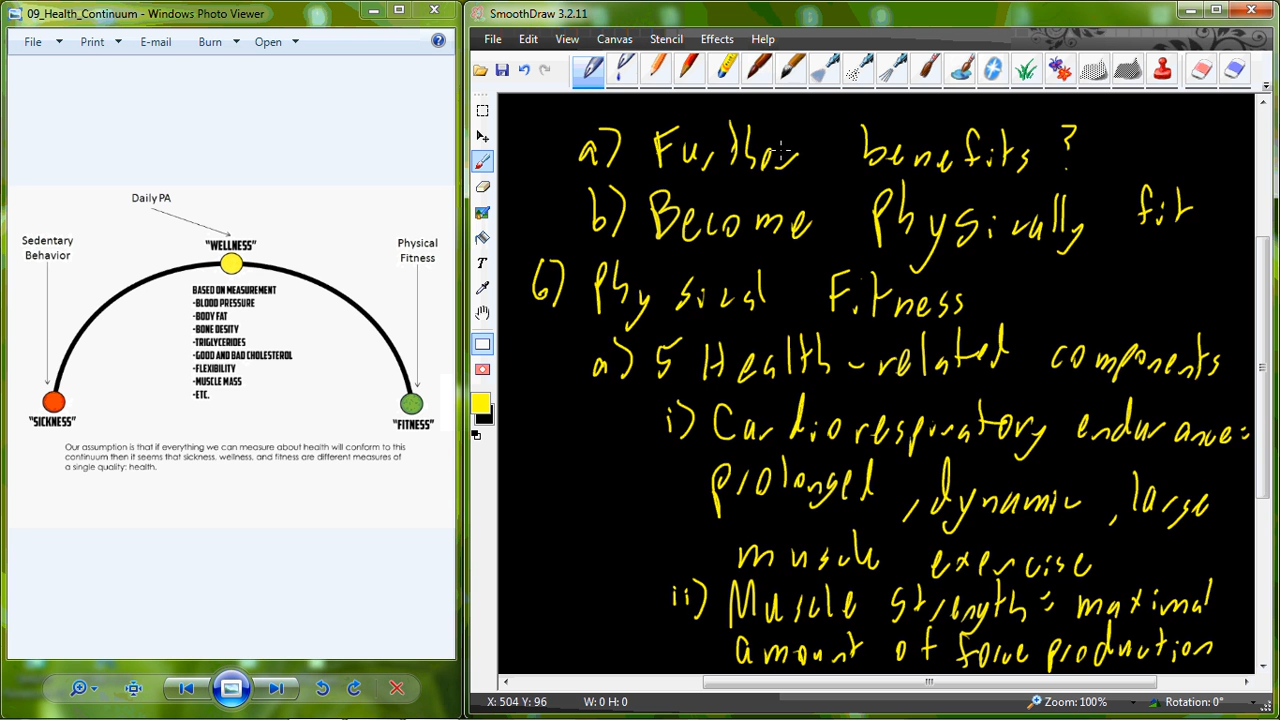 09_Health_Continuum - Windows Photo Viewer
File Print E-mail Burn Open
Daily PA
Sedentary
Behavior
"WELLNESS"
Physical
Fitness
BASED ON MEASUREMENT
-BLOOD PRESSURE
-BODY FAT
-BONE DESITY
-TRIGLYCERIDES
-GOOD AND BAD CHOLESTEROL
-FLEXIBILITY
-MUSCLE MASS
-ETC.
"SICKNESS"
"FITNESS"
Our assumption is that if everything we can measure about health will conform to this
continuum then it seems that sickness, wellness, and fitness are different measures of
a single quality: health.
SmoothDraw 3.2.11
File Edit View Canvas Stencil Effects Help
a) Further benefits ?
b) Become Physically fit
6) Physical Fitness
a) 5 Health-related components
i) Cardiorespiratory endurance=
prolonged, dynamic, large
muscle exercise
ii) Muscle strength= maximal
amount of force production
X: 504 Y: 96 W: 0 H: 0 Zoom: 100% Rotation: 0°